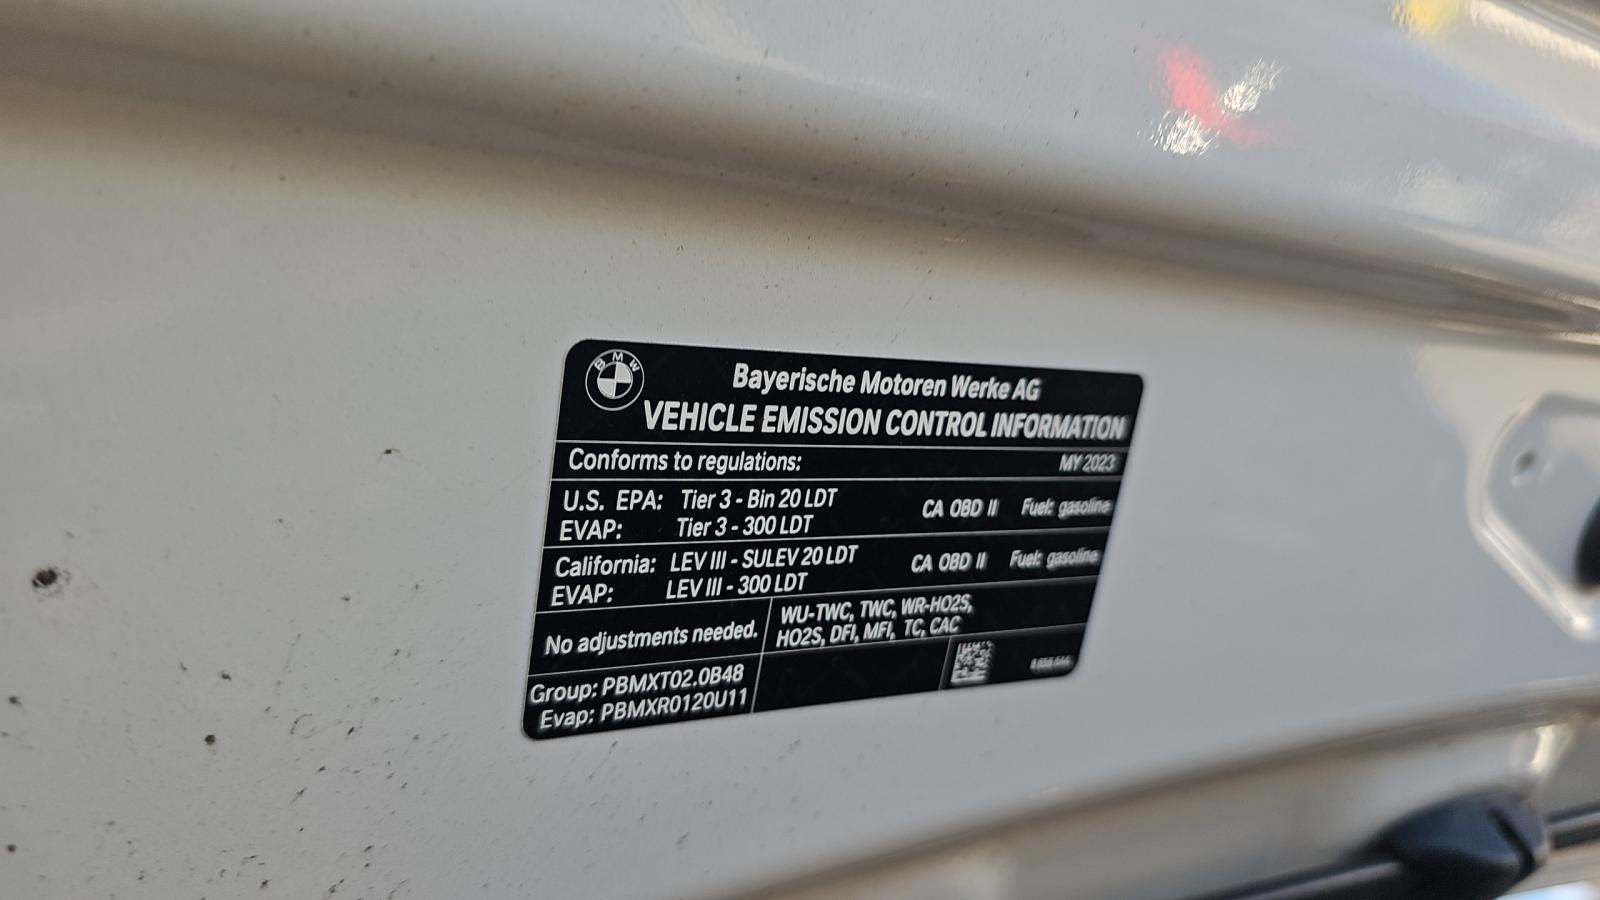 BMW
Bayerische Motoren Werke AG
VEHICLE EMISSION CONTROL INFORMATION
Conforms to regulations: MY 2023
U.S. EPA: Tier 3 - Bin 20 LDT CA OBD II Fuel: gasoline
EVAP: Tier 3 - 300 LDT
California: LEV III - SULEV 20 LDT CA OBD II Fuel: gasoline
EVAP: LEV III - 300 LDT
No adjustments needed.
WU-TWC, TWC, WR-HO2S,
HO2S, DFI, MFI, TC, CAC
Group: PBMXT02.0B48
Evap: PBMXR0120U11